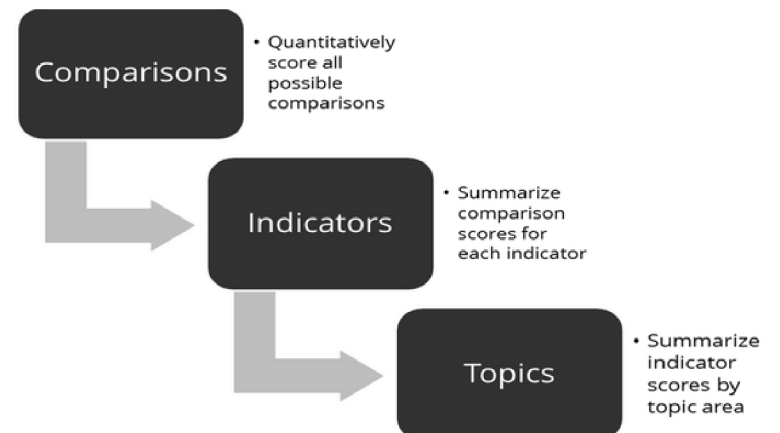 Comparisons
• Quantitatively
score all
possible
comparisons
Indicators
• Summarize
comparison
scores for
each indicator
Topics
• Summarize
indicator
scores by
topic area